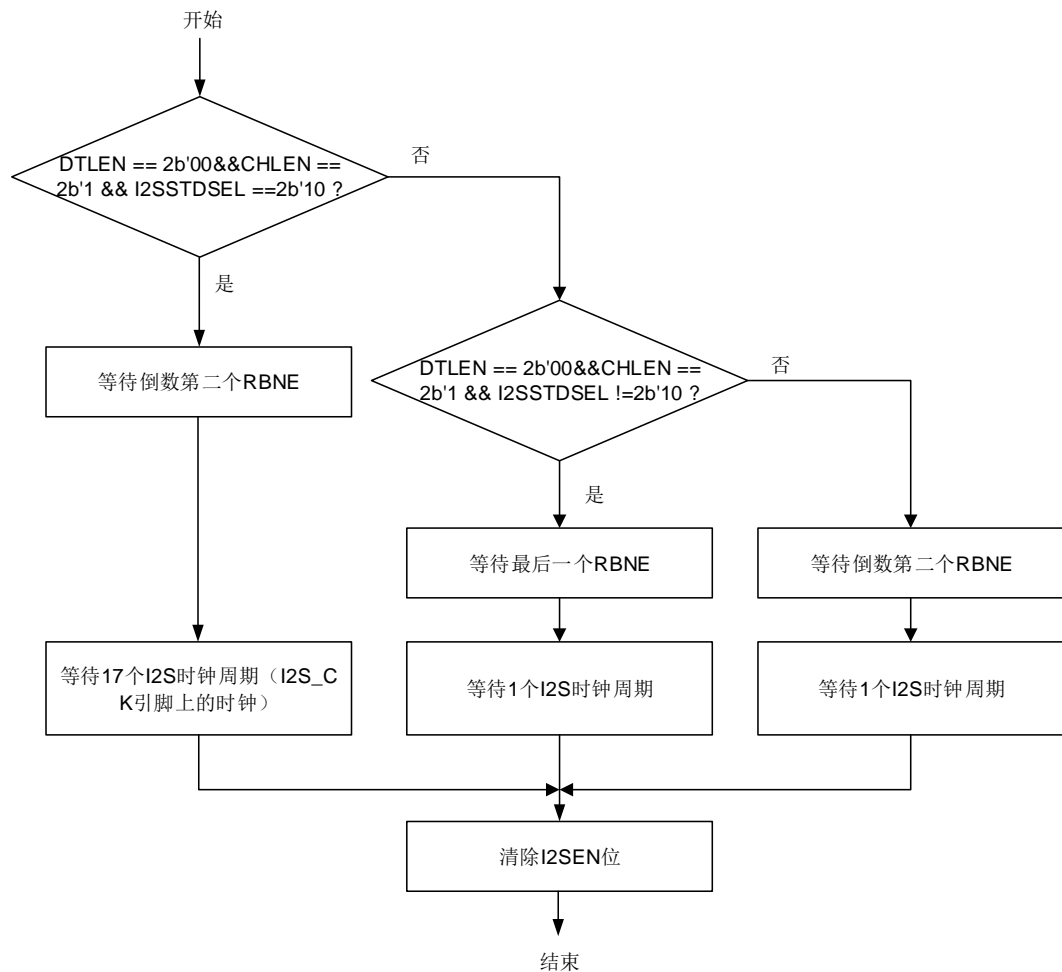 开始
DTLEN == 2b'00&&CHLEN ==
2b'1 && I2SSTDSEL ==2b'10 ?
否
是
等待倒数第二个RBNE
DTLEN == 2b'00&&CHLEN ==
2b'1 && I2SSTDSEL !=2b'10 ?
否
是
等待最后一个RBNE
等待倒数第二个RBNE
等待17个I2S时钟周期（I2S_C
K引脚上的时钟）
等待1个I2S时钟周期
等待1个I2S时钟周期
清除I2SEN位
结束